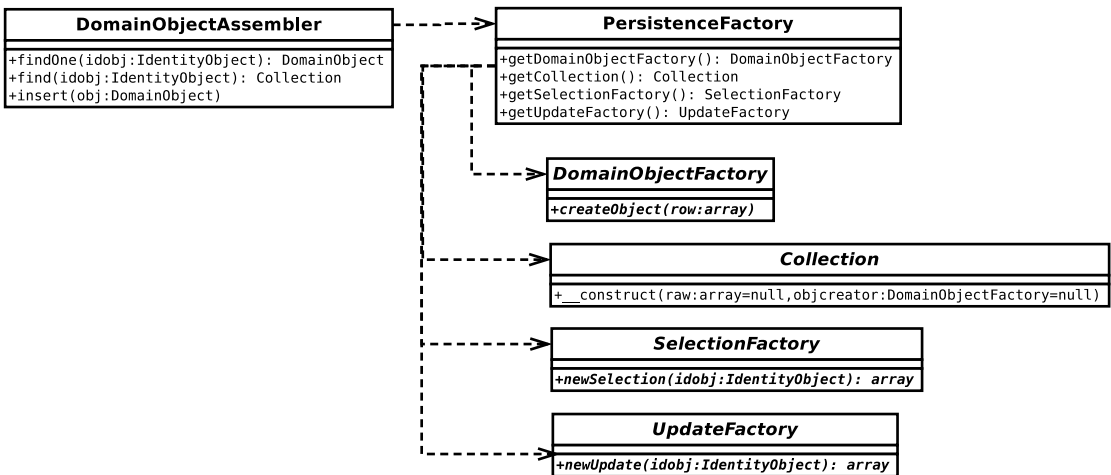 DomainObjectAssembler
+findOne(idobj:IdentityObject): DomainObject
+find(idobj:IdentityObject): Collection
+insert(obj:DomainObject)
PersistenceFactory
+getDomainObjectFactory(): DomainObjectFactory
+getCollection(): Collection
+getSelectionFactory(): SelectionFactory
+getUpdateFactory(): UpdateFactory
DomainObjectFactory
+createObject(row:array)
Collection
+__construct(raw:array=null,objcreator:DomainObjectFactory=null)
SelectionFactory
+newSelection(idobj:IdentityObject): array
UpdateFactory
+newUpdate(idobj:IdentityObject): array